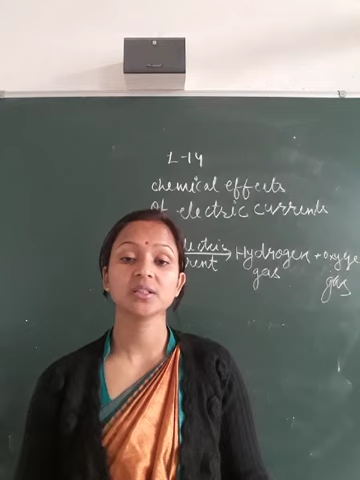 L-14
chemical effects
of electric currents
Hydrogen + oxyge
gas gas